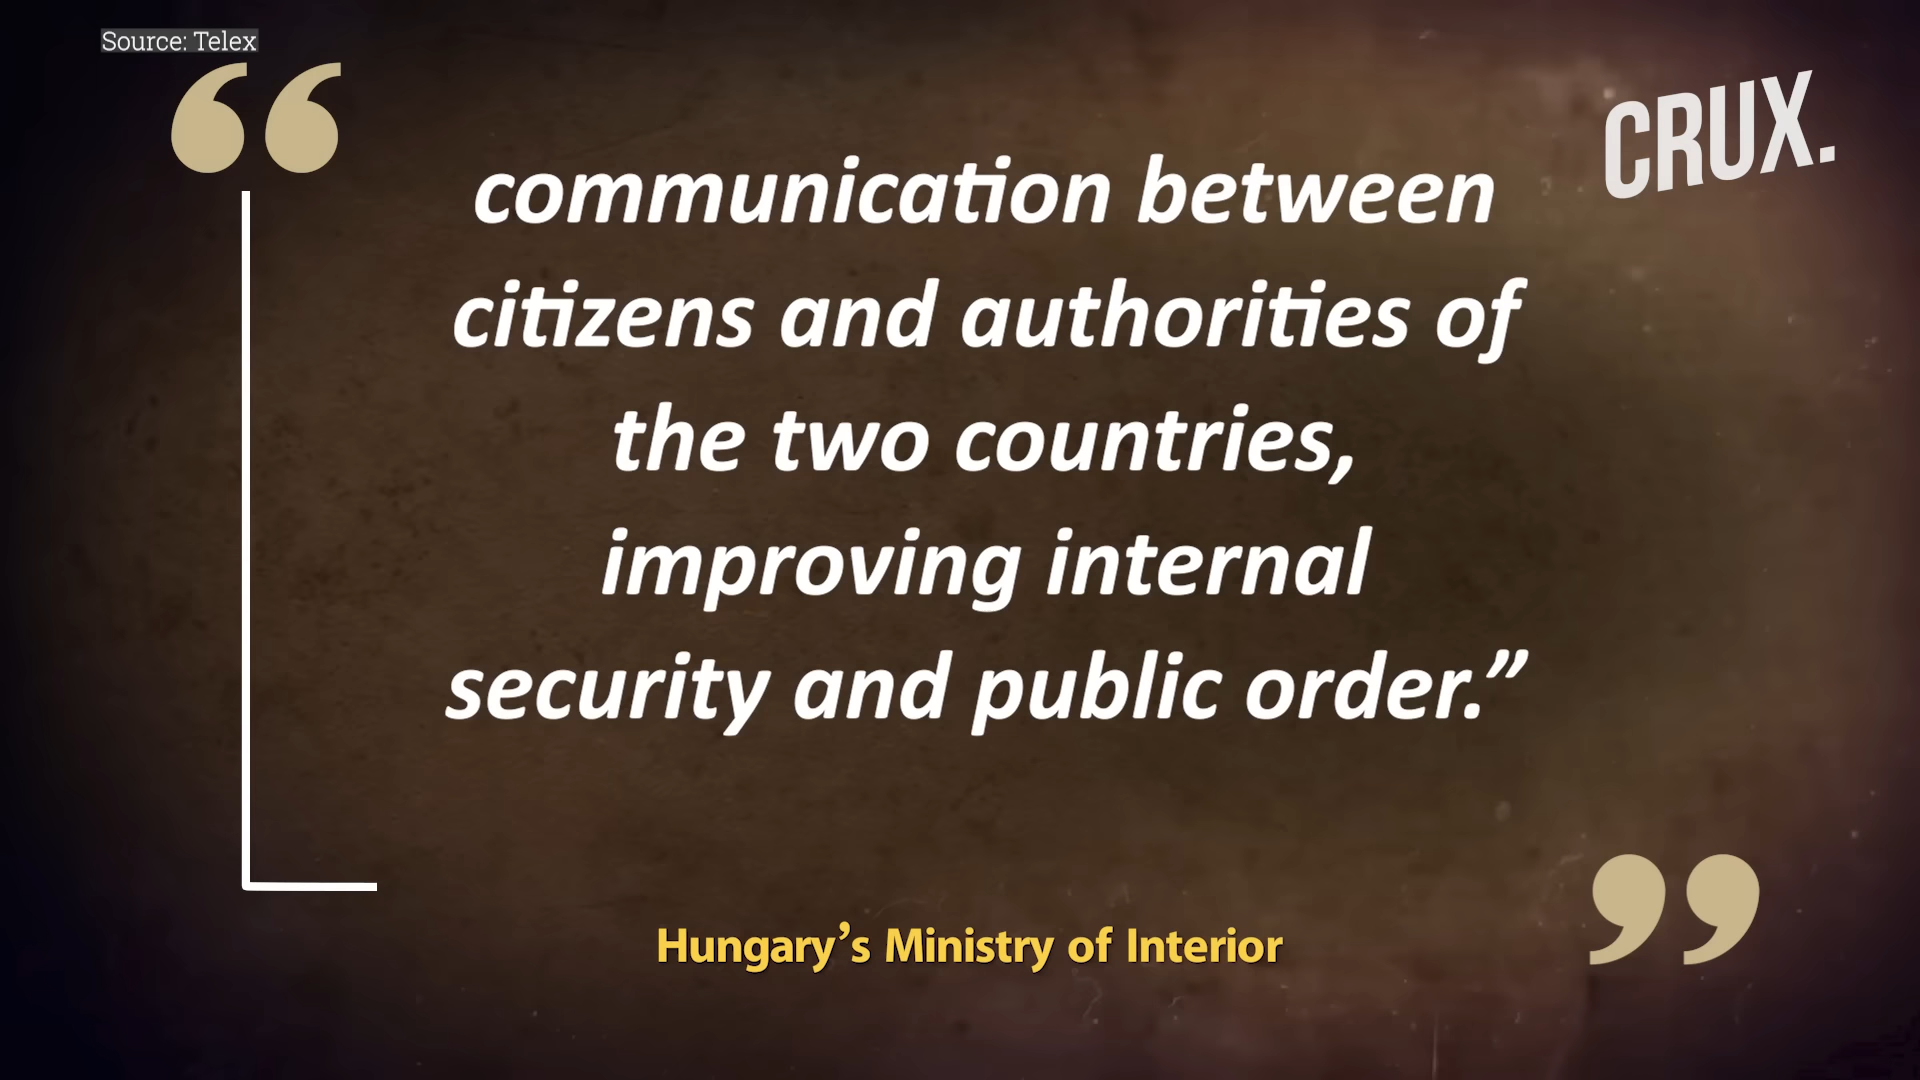 Source: Telex
“
CRUX.
communication between
citizens and authorities of
the two countries,
improving internal
security and public order.”
”
Hungary’s Ministry of Interior